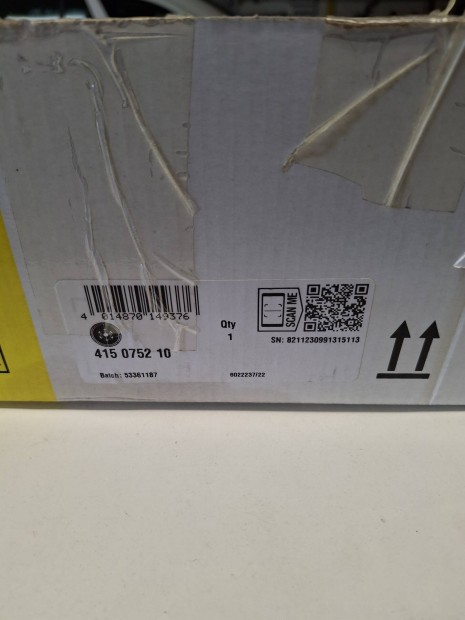 4 014870 149376
Qty
1
SCAN ME
SN: 8211230991315113
415 0752 10
Batch: 53361187
6022237/22